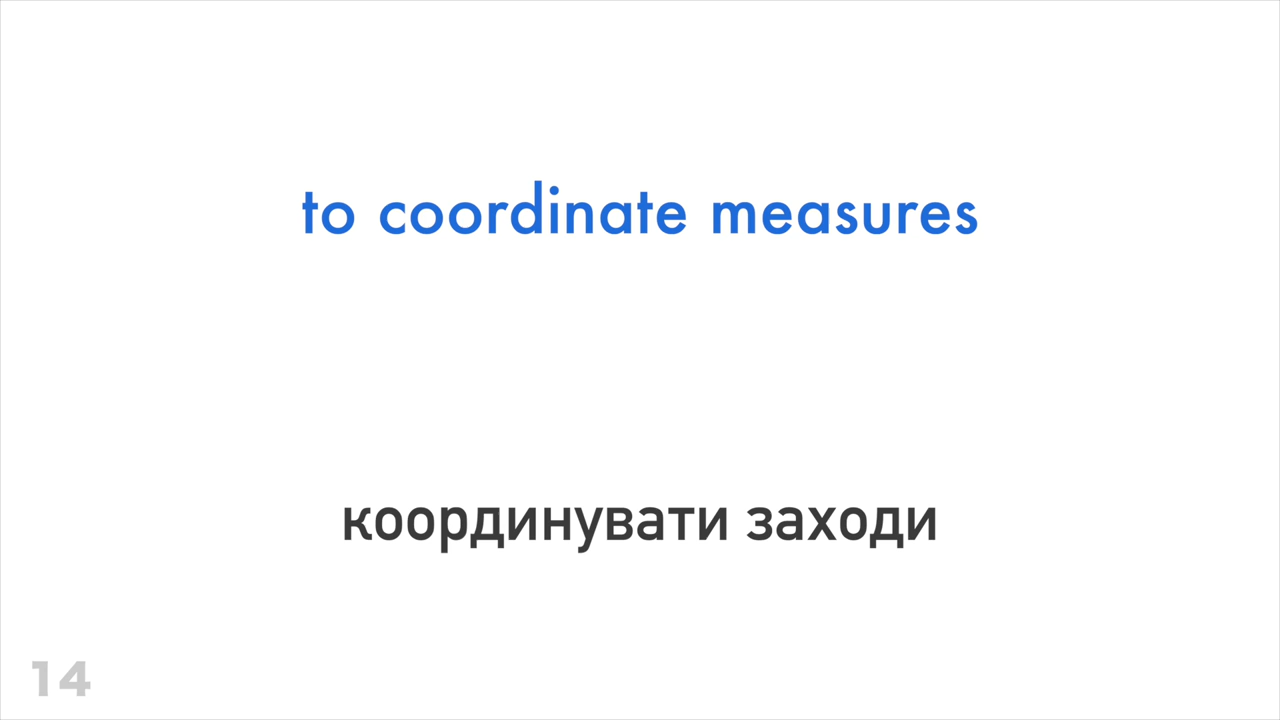 to coordinate measures
координувати заходи
14